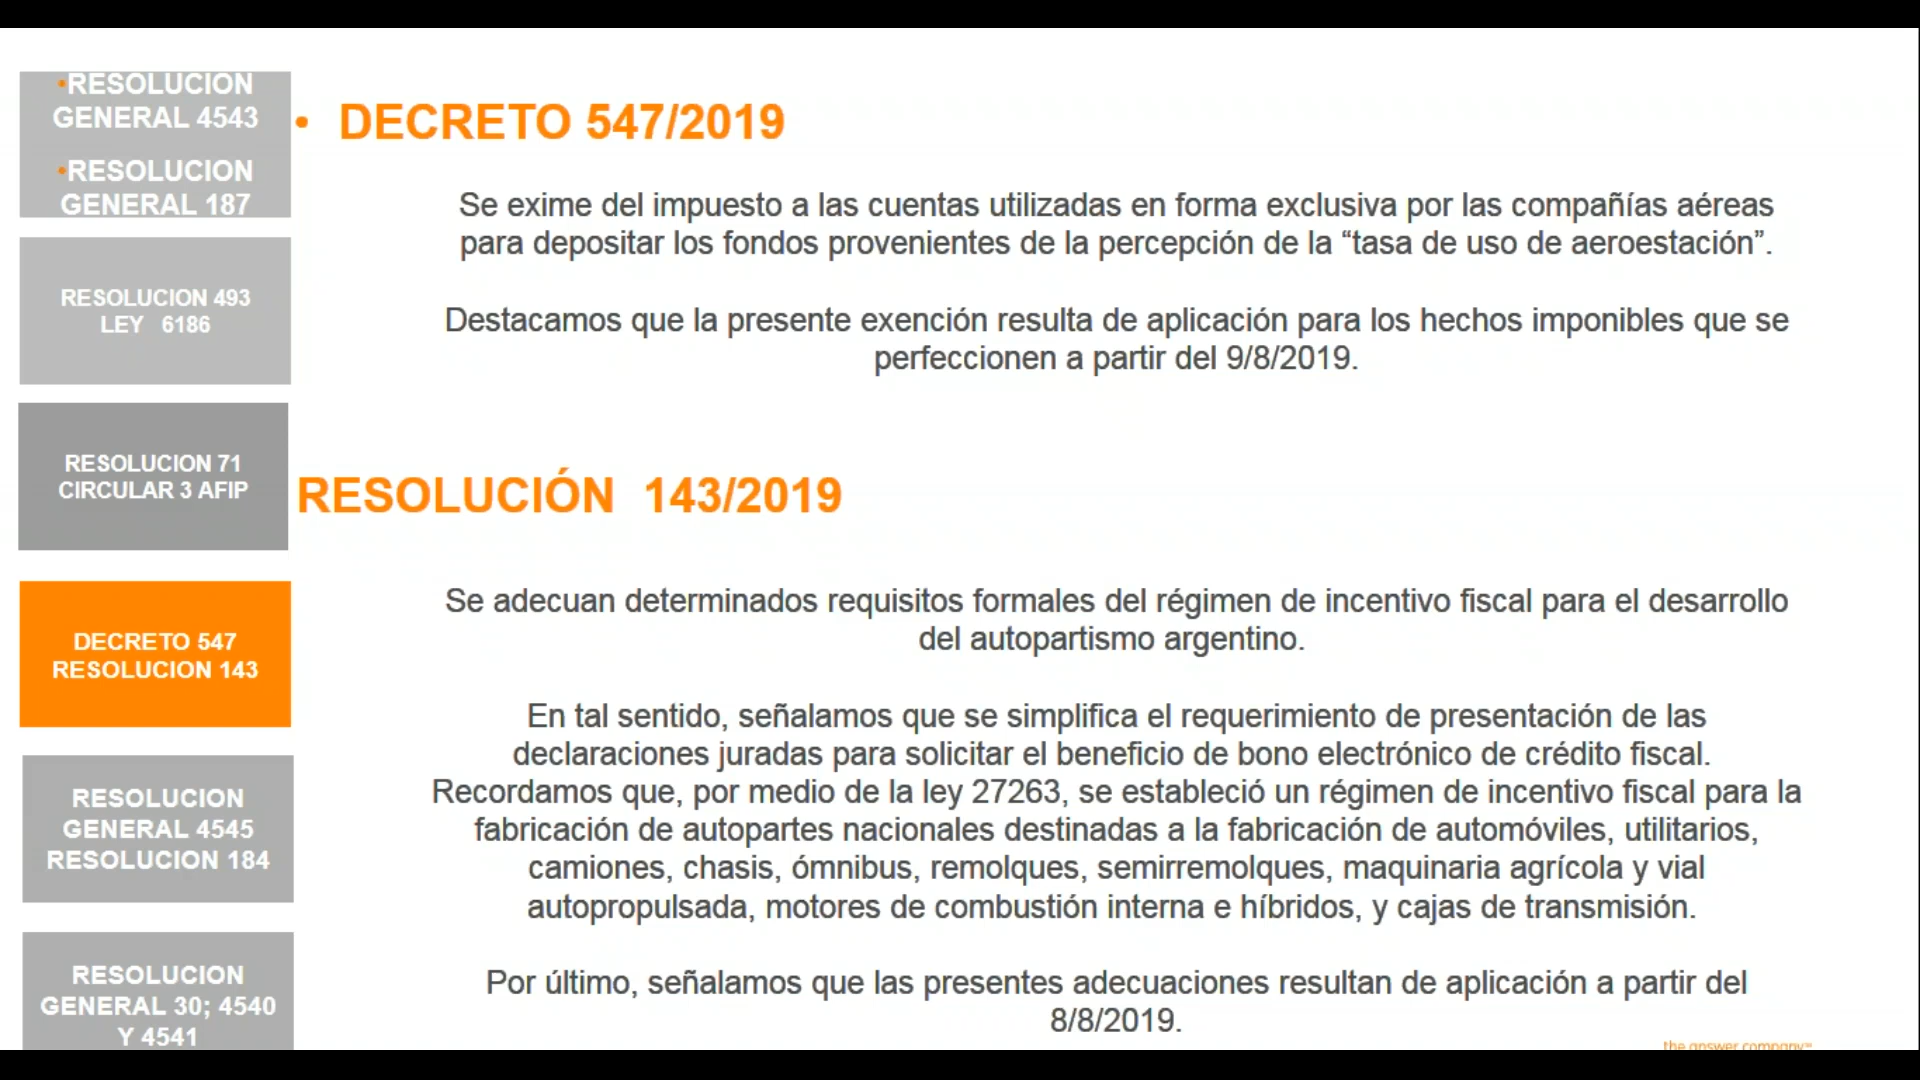 •RESOLUCION
GENERAL 4543
•RESOLUCION
GENERAL 187
RESOLUCION 493
LEY 6186
RESOLUCION 71
CIRCULAR 3 AFIP
DECRETO 547
RESOLUCION 143
RESOLUCION
GENERAL 4545
RESOLUCION 184
RESOLUCION
GENERAL 30; 4540
Y 4541
• DECRETO 547/2019
Se exime del impuesto a las cuentas utilizadas en forma exclusiva por las compañías aéreas
para depositar los fondos provenientes de la percepción de la “tasa de uso de aeroestación”.
Destacamos que la presente exención resulta de aplicación para los hechos imponibles que se
perfeccionen a partir del 9/8/2019.
RESOLUCIÓN 143/2019
Se adecuan determinados requisitos formales del régimen de incentivo fiscal para el desarrollo
del autopartismo argentino.
En tal sentido, señalamos que se simplifica el requerimiento de presentación de las
declaraciones juradas para solicitar el beneficio de bono electrónico de crédito fiscal.
Recordamos que, por medio de la ley 27263, se estableció un régimen de incentivo fiscal para la
fabricación de autopartes nacionales destinadas a la fabricación de automóviles, utilitarios,
camiones, chasis, ómnibus, remolques, semirremolques, maquinaria agrícola y vial
autopropulsada, motores de combustión interna e híbridos, y cajas de transmisión.
Por último, señalamos que las presentes adecuaciones resultan de aplicación a partir del
8/8/2019.
the answer company℠